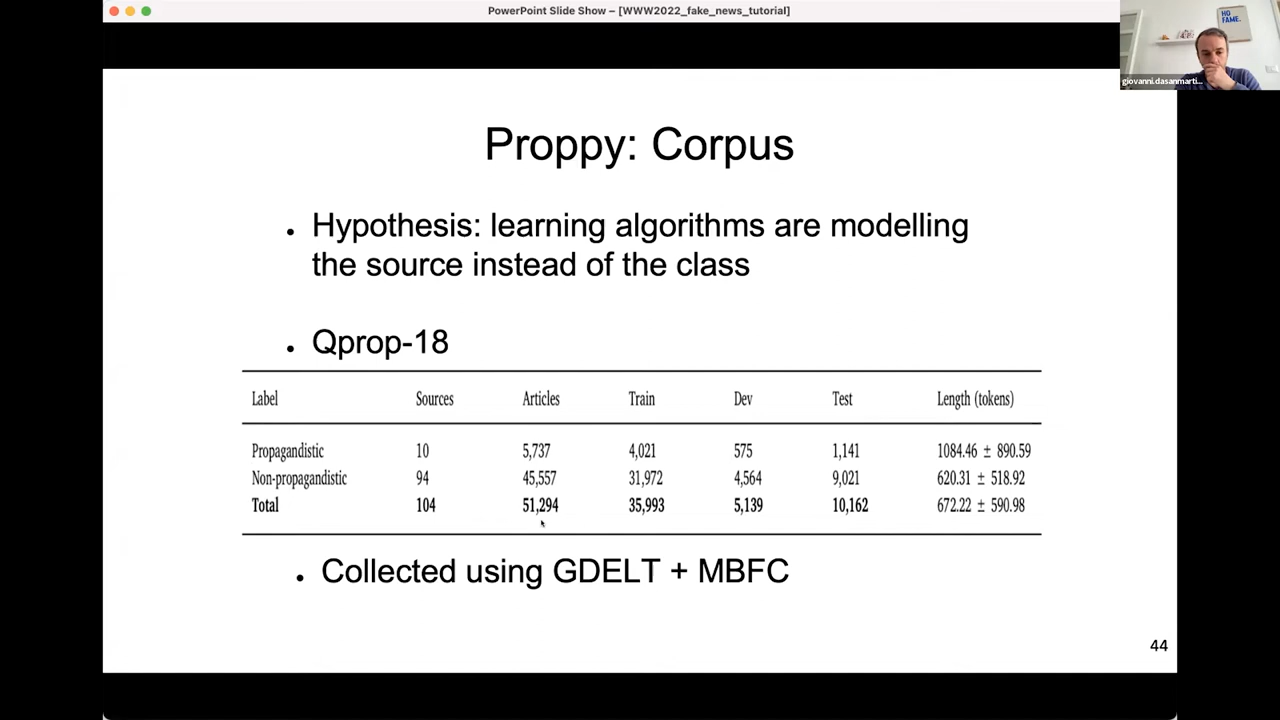 PowerPoint Slide Show – [WWW2022_fake_news_tutorial]
HO
FAME.
giovanni.dasanmarti...
Proppy: Corpus
• Hypothesis: learning algorithms are modelling
the source instead of the class
• Qprop-18
Label Sources Articles Train Dev Test Length (tokens)
Propagandistic 10 5,737 4,021 575 1,141 1084.46 ± 890.59
Non-propagandistic 94 45,557 31,972 4,564 9,021 620.31 ± 518.92
Total 104 51,294 35,993 5,139 10,162 672.22 ± 590.98
• Collected using GDELT + MBFC
44